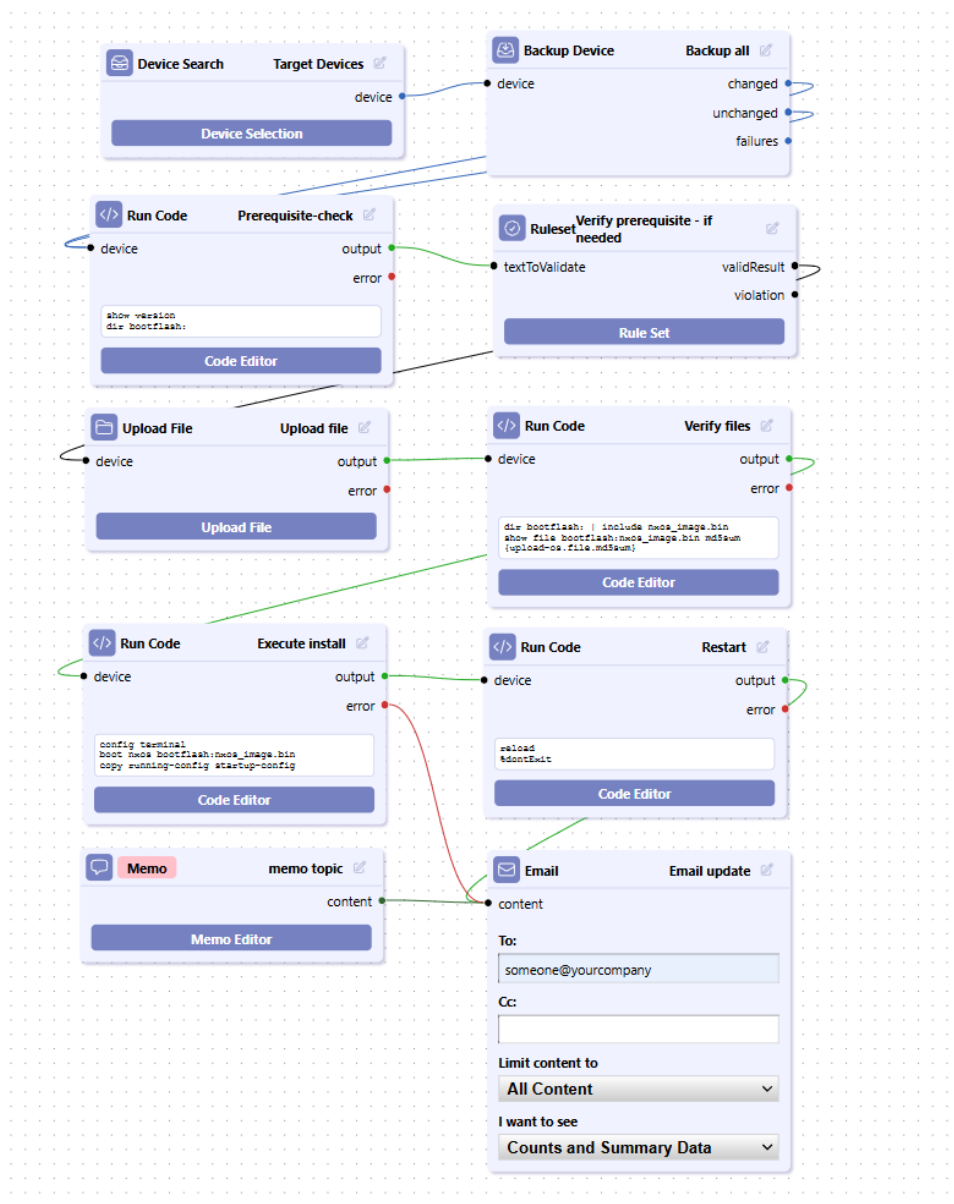 Device Search Target Devices
device
Device Selection
Backup Device Backup all
device changed
unchanged
failures
Run Code Prerequisite-check
device output
error
show version
dir bootflash:
Code Editor
Ruleset Verify prerequisite - if
needed
textToValidate validResult
violation
Rule Set
Upload File Upload file
device output
error
Upload File
Run Code Verify files
device output
error
dir bootflash: | include nxos_image.bin
show file bootflash:nxos_image.bin md5sum
{upload-os.file.md5sum}
Code Editor
Run Code Execute install
device output
error
config terminal
boot nxos bootflash:nxos_image.bin
copy running-config startup-config
Code Editor
Run Code Restart
device output
error
reload
%dontExit
Code Editor
Memo memo topic
content
Memo Editor
Email Email update
content
To:
someone@yourcompany
Cc:
Limit content to
All Content
I want to see
Counts and Summary Data